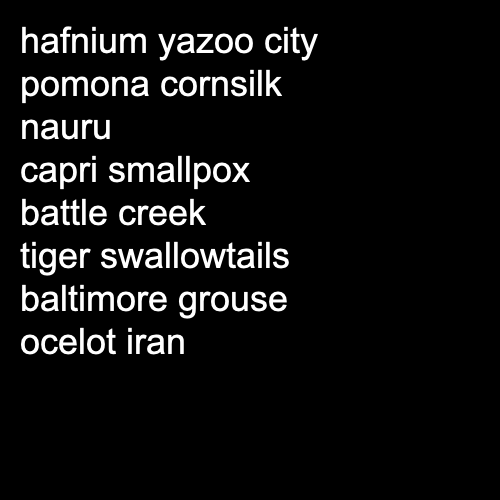 hafnium yazoo city
pomona cornsilk
nauru
capri smallpox
battle creek
tiger swallowtails
baltimore grouse
ocelot iran